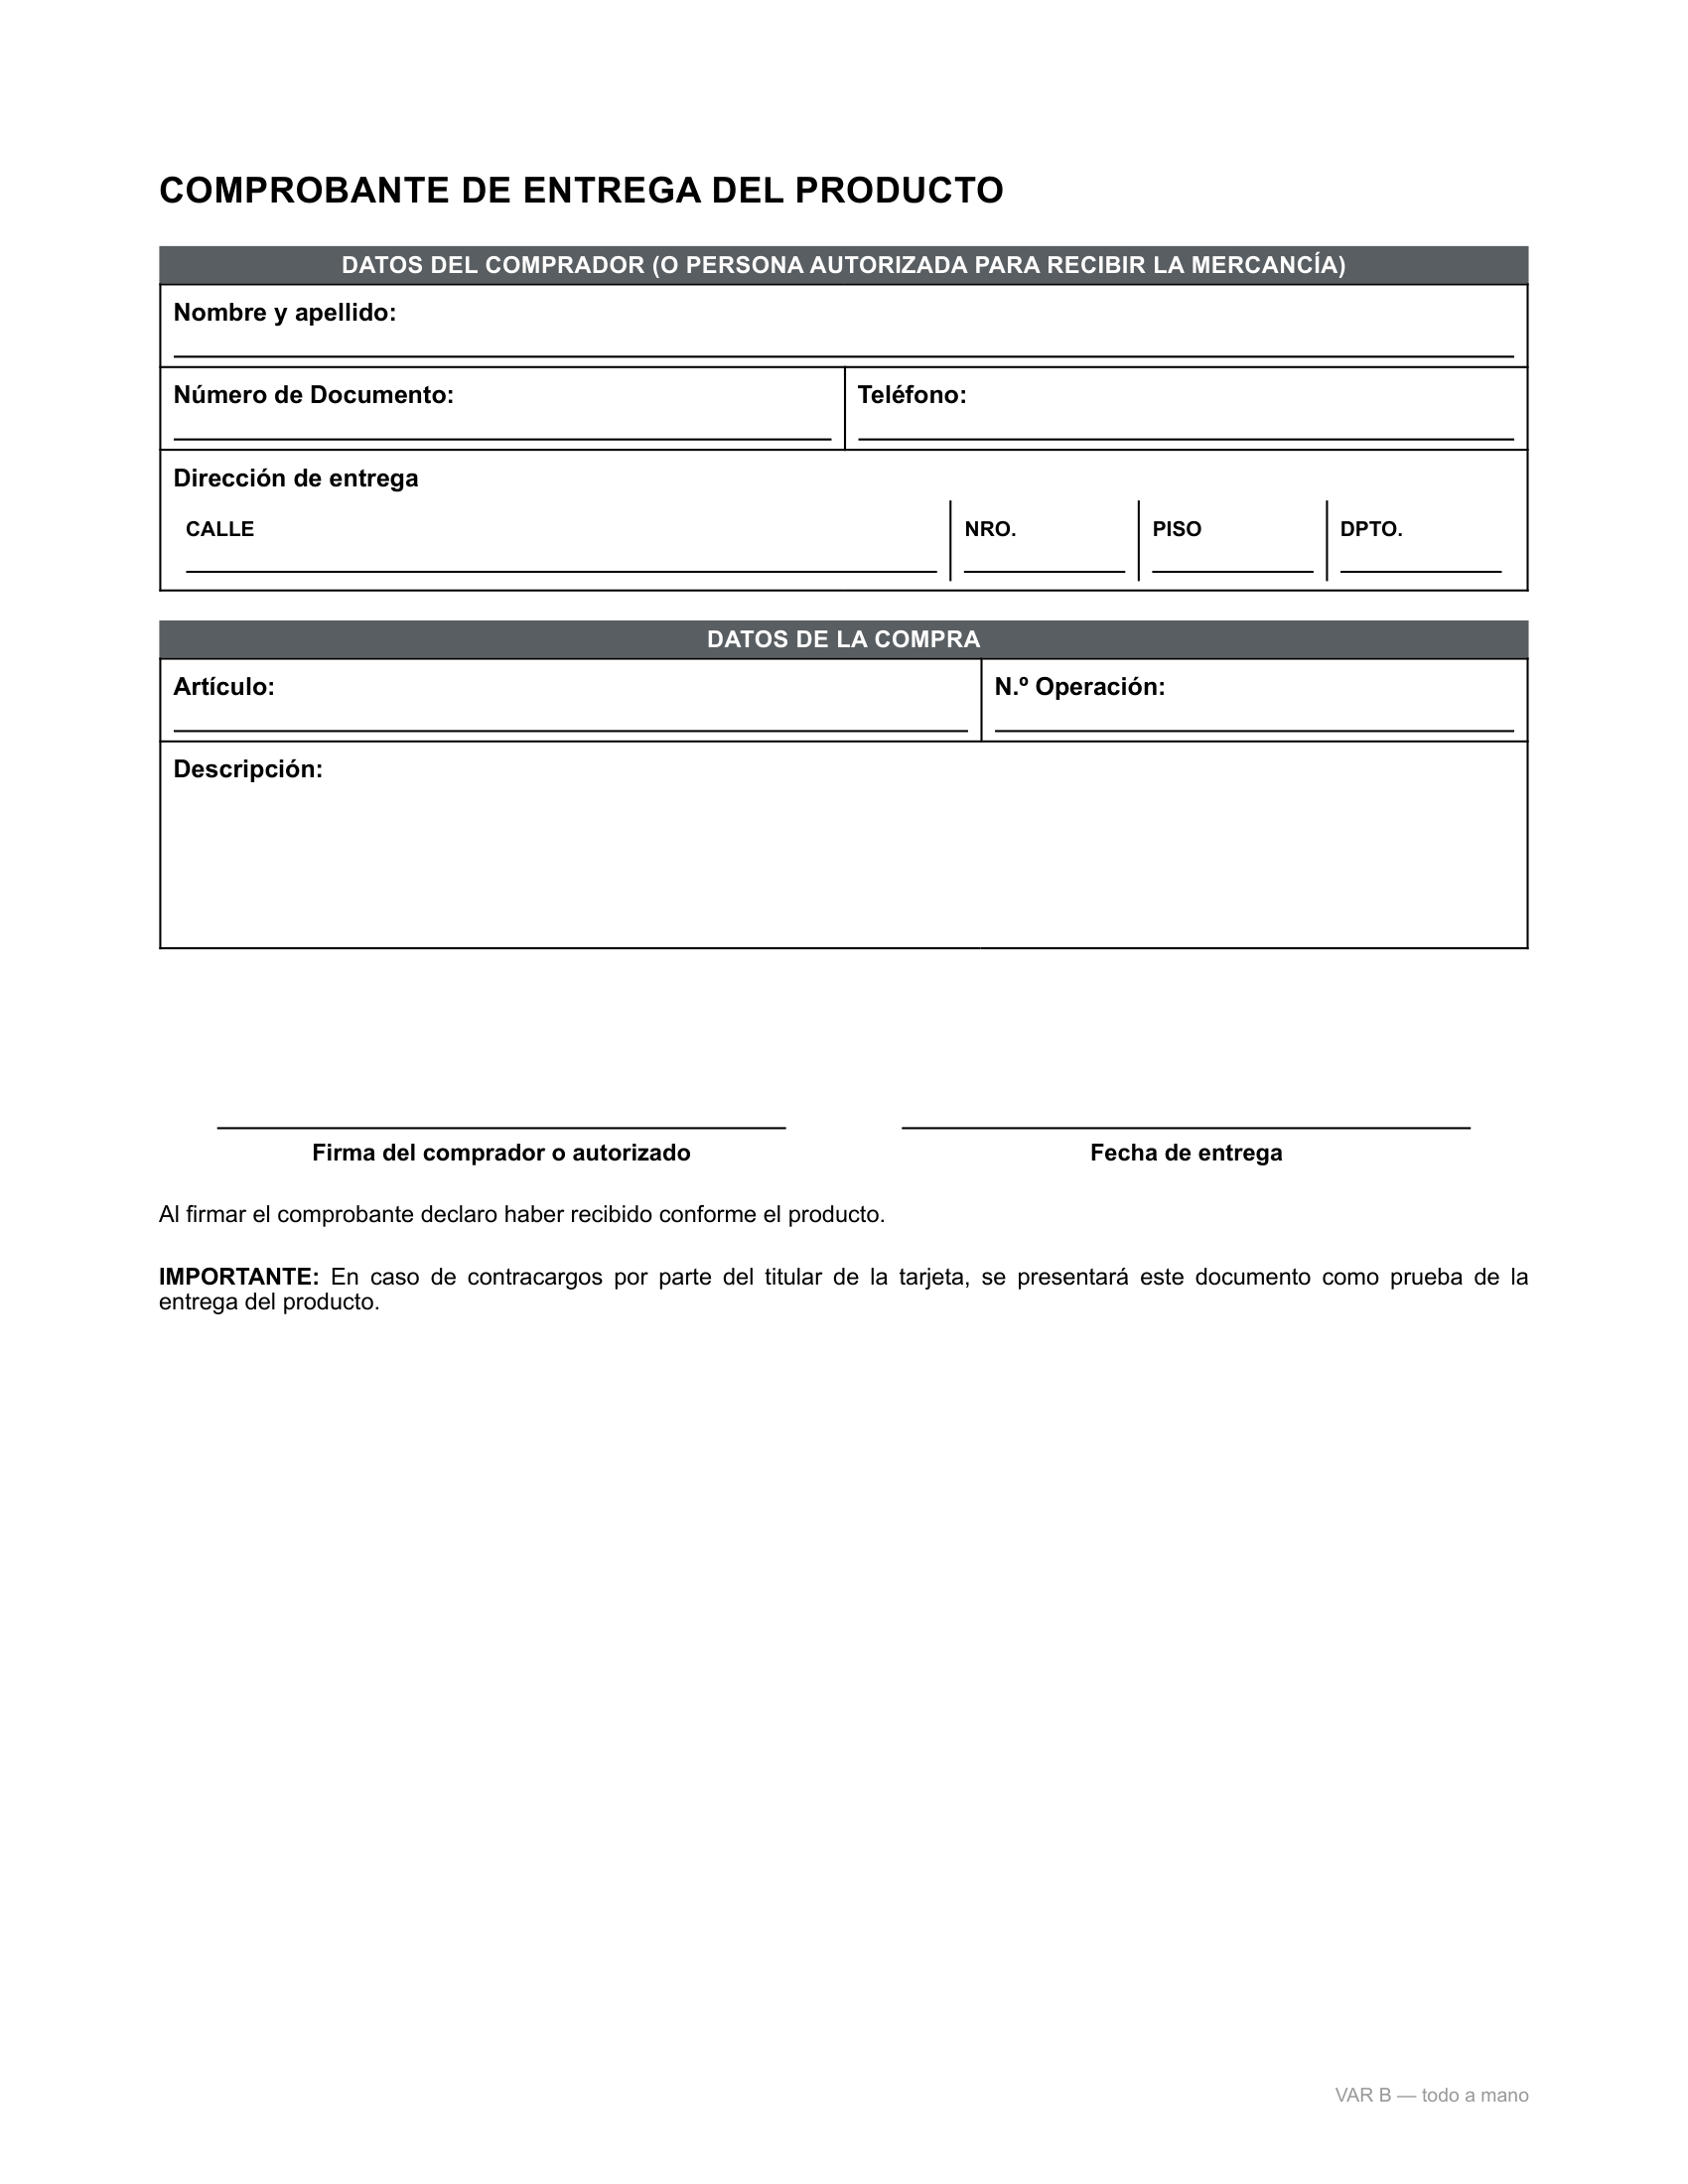 COMPROBANTE DE ENTREGA DEL PRODUCTO
DATOS DEL COMPRADOR (O PERSONA AUTORIZADA PARA RECIBIR LA MERCANCÍA)
Nombre y apellido:
Número de Documento:
Teléfono:
Dirección de entrega
CALLE
NRO.
PISO
DPTO.
DATOS DE LA COMPRA
Artículo:
N.º Operación:
Descripción:
Firma del comprador o autorizado
Fecha de entrega
Al firmar el comprobante declaro haber recibido conforme el producto.
IMPORTANTE: En caso de contracargos por parte del titular de la tarjeta, se presentará este documento como prueba de la
entrega del producto.
VAR B — todo a mano